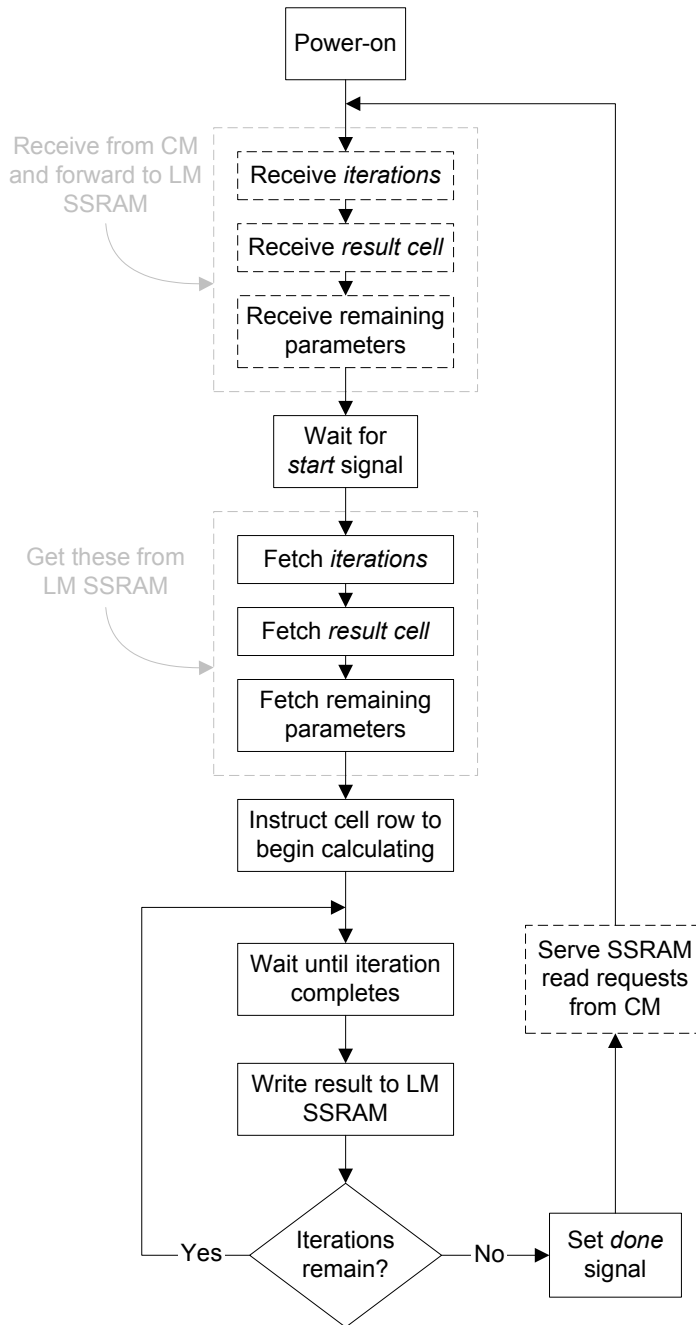 Power-on
Receive from CM
and forward to LM
SSRAM
Receive iterations
Receive result cell
Receive remaining
parameters
Wait for
start signal
Get these from
LM SSRAM
Fetch iterations
Fetch result cell
Fetch remaining
parameters
Instruct cell row to
begin calculating
Wait until iteration
completes
Serve SSRAM
read requests
from CM
Write result to LM
SSRAM
Iterations
remain?
Yes
No
Set done
signal